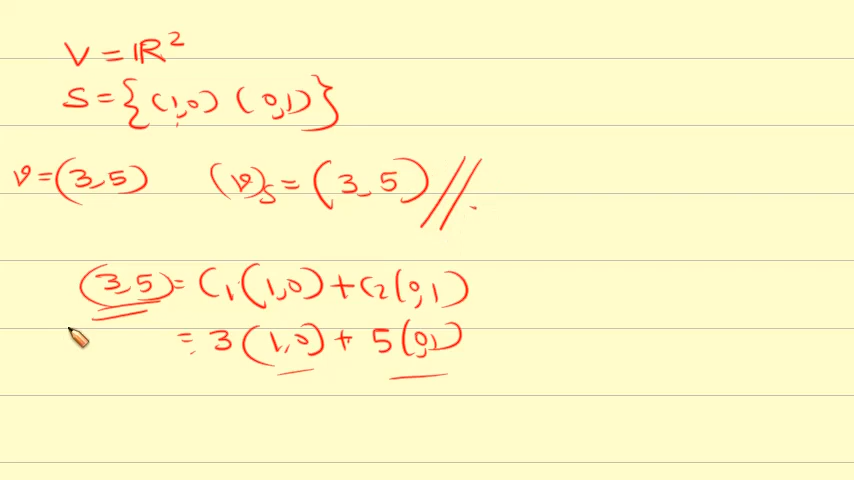 V = ℝ²
S = {(1,0) (0,1)}
v = (3,5) (v)ₛ = (3,5) //
(3,5) = C₁(1,0) + C₂(0,1)
= 3(1,0) + 5(0,1)